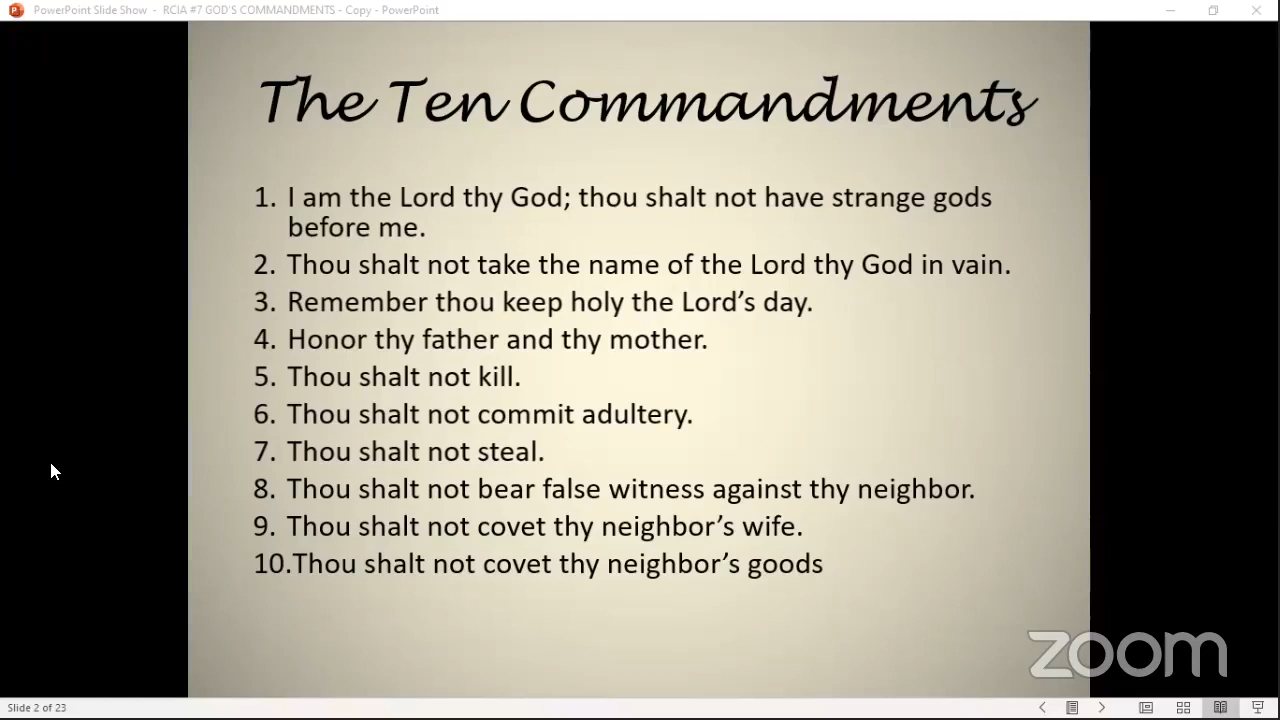 PowerPoint Slide Show - RCIA #7 GOD'S COMMANDMENTS - Copy - PowerPoint
The Ten Commandments
1. I am the Lord thy God; thou shalt not have strange gods
before me.
2. Thou shalt not take the name of the Lord thy God in vain.
3. Remember thou keep holy the Lord’s day.
4. Honor thy father and thy mother.
5. Thou shalt not kill.
6. Thou shalt not commit adultery.
7. Thou shalt not steal.
8. Thou shalt not bear false witness against thy neighbor.
9. Thou shalt not covet thy neighbor’s wife.
10.Thou shalt not covet thy neighbor’s goods
zoom
Slide 2 of 23